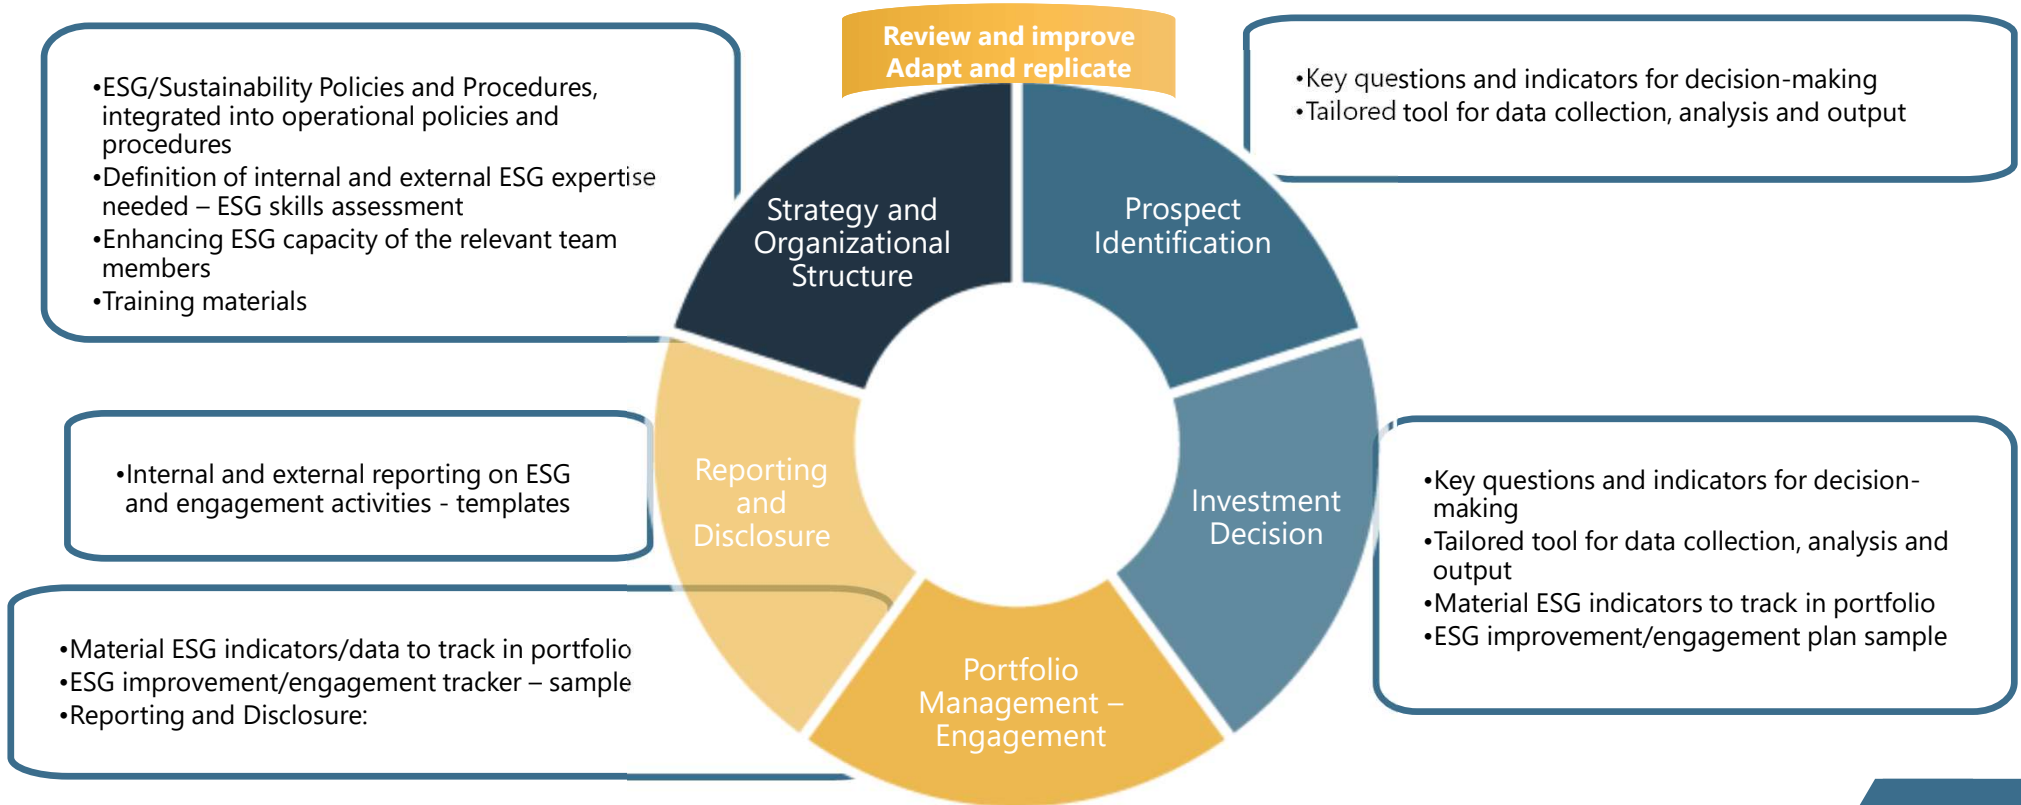 Review and improve
Adapt and replicate
•ESG/Sustainability Policies and Procedures,
integrated into operational policies and
procedures
•Definition of internal and external ESG expertise
needed – ESG skills assessment
•Enhancing ESG capacity of the relevant team
members
•Training materials
•Key questions and indicators for decision-making
•Tailored tool for data collection, analysis and output
Strategy and
Organizational
Structure
Prospect
Identification
•Internal and external reporting on ESG
and engagement activities - templates
Reporting
and
Disclosure
Investment
Decision
•Key questions and indicators for decision-
making
•Tailored tool for data collection, analysis and
output
•Material ESG indicators to track in portfolio
•ESG improvement/engagement plan sample
•Material ESG indicators/data to track in portfolio
•ESG improvement/engagement tracker – sample
•Reporting and Disclosure:
Portfolio
Management –
Engagement